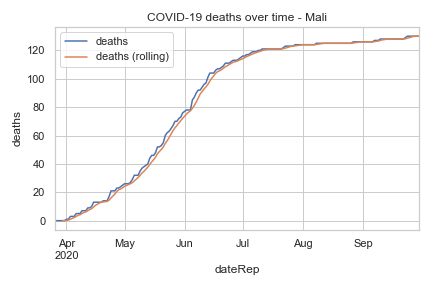 COVID-19 deaths over time - Mali
deaths
deaths (rolling)
deaths
120
100
80
60
40
20
0
Apr May Jun Jul Aug Sep
2020
dateRep